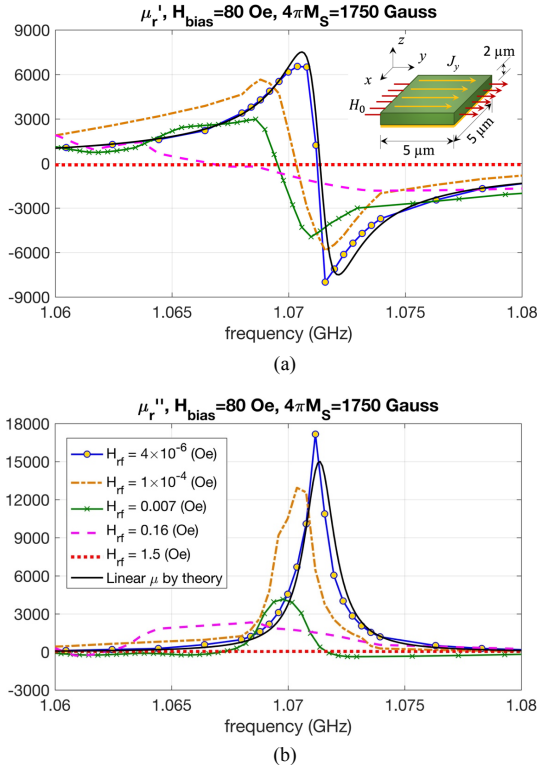 μr', Hbias=80 Oe, 4πMS=1750 Gauss
9000
6000
3000
0
-3000
-6000
-9000
z
y
x
Jy
2 μm
H0
5 μm
5 μm
1.06
1.065
1.07
1.075
1.08
frequency (GHz)
(a)
μr'', Hbias=80 Oe, 4πMS=1750 Gauss
18000
15000
12000
9000
6000
3000
0
-3000
Hrf = 4×10⁻⁶ (Oe)
Hrf = 1×10⁻⁴ (Oe)
Hrf = 0.007 (Oe)
Hrf = 0.16 (Oe)
Hrf = 1.5 (Oe)
Linear μ by theory
1.06
1.065
1.07
1.075
1.08
frequency (GHz)
(b)